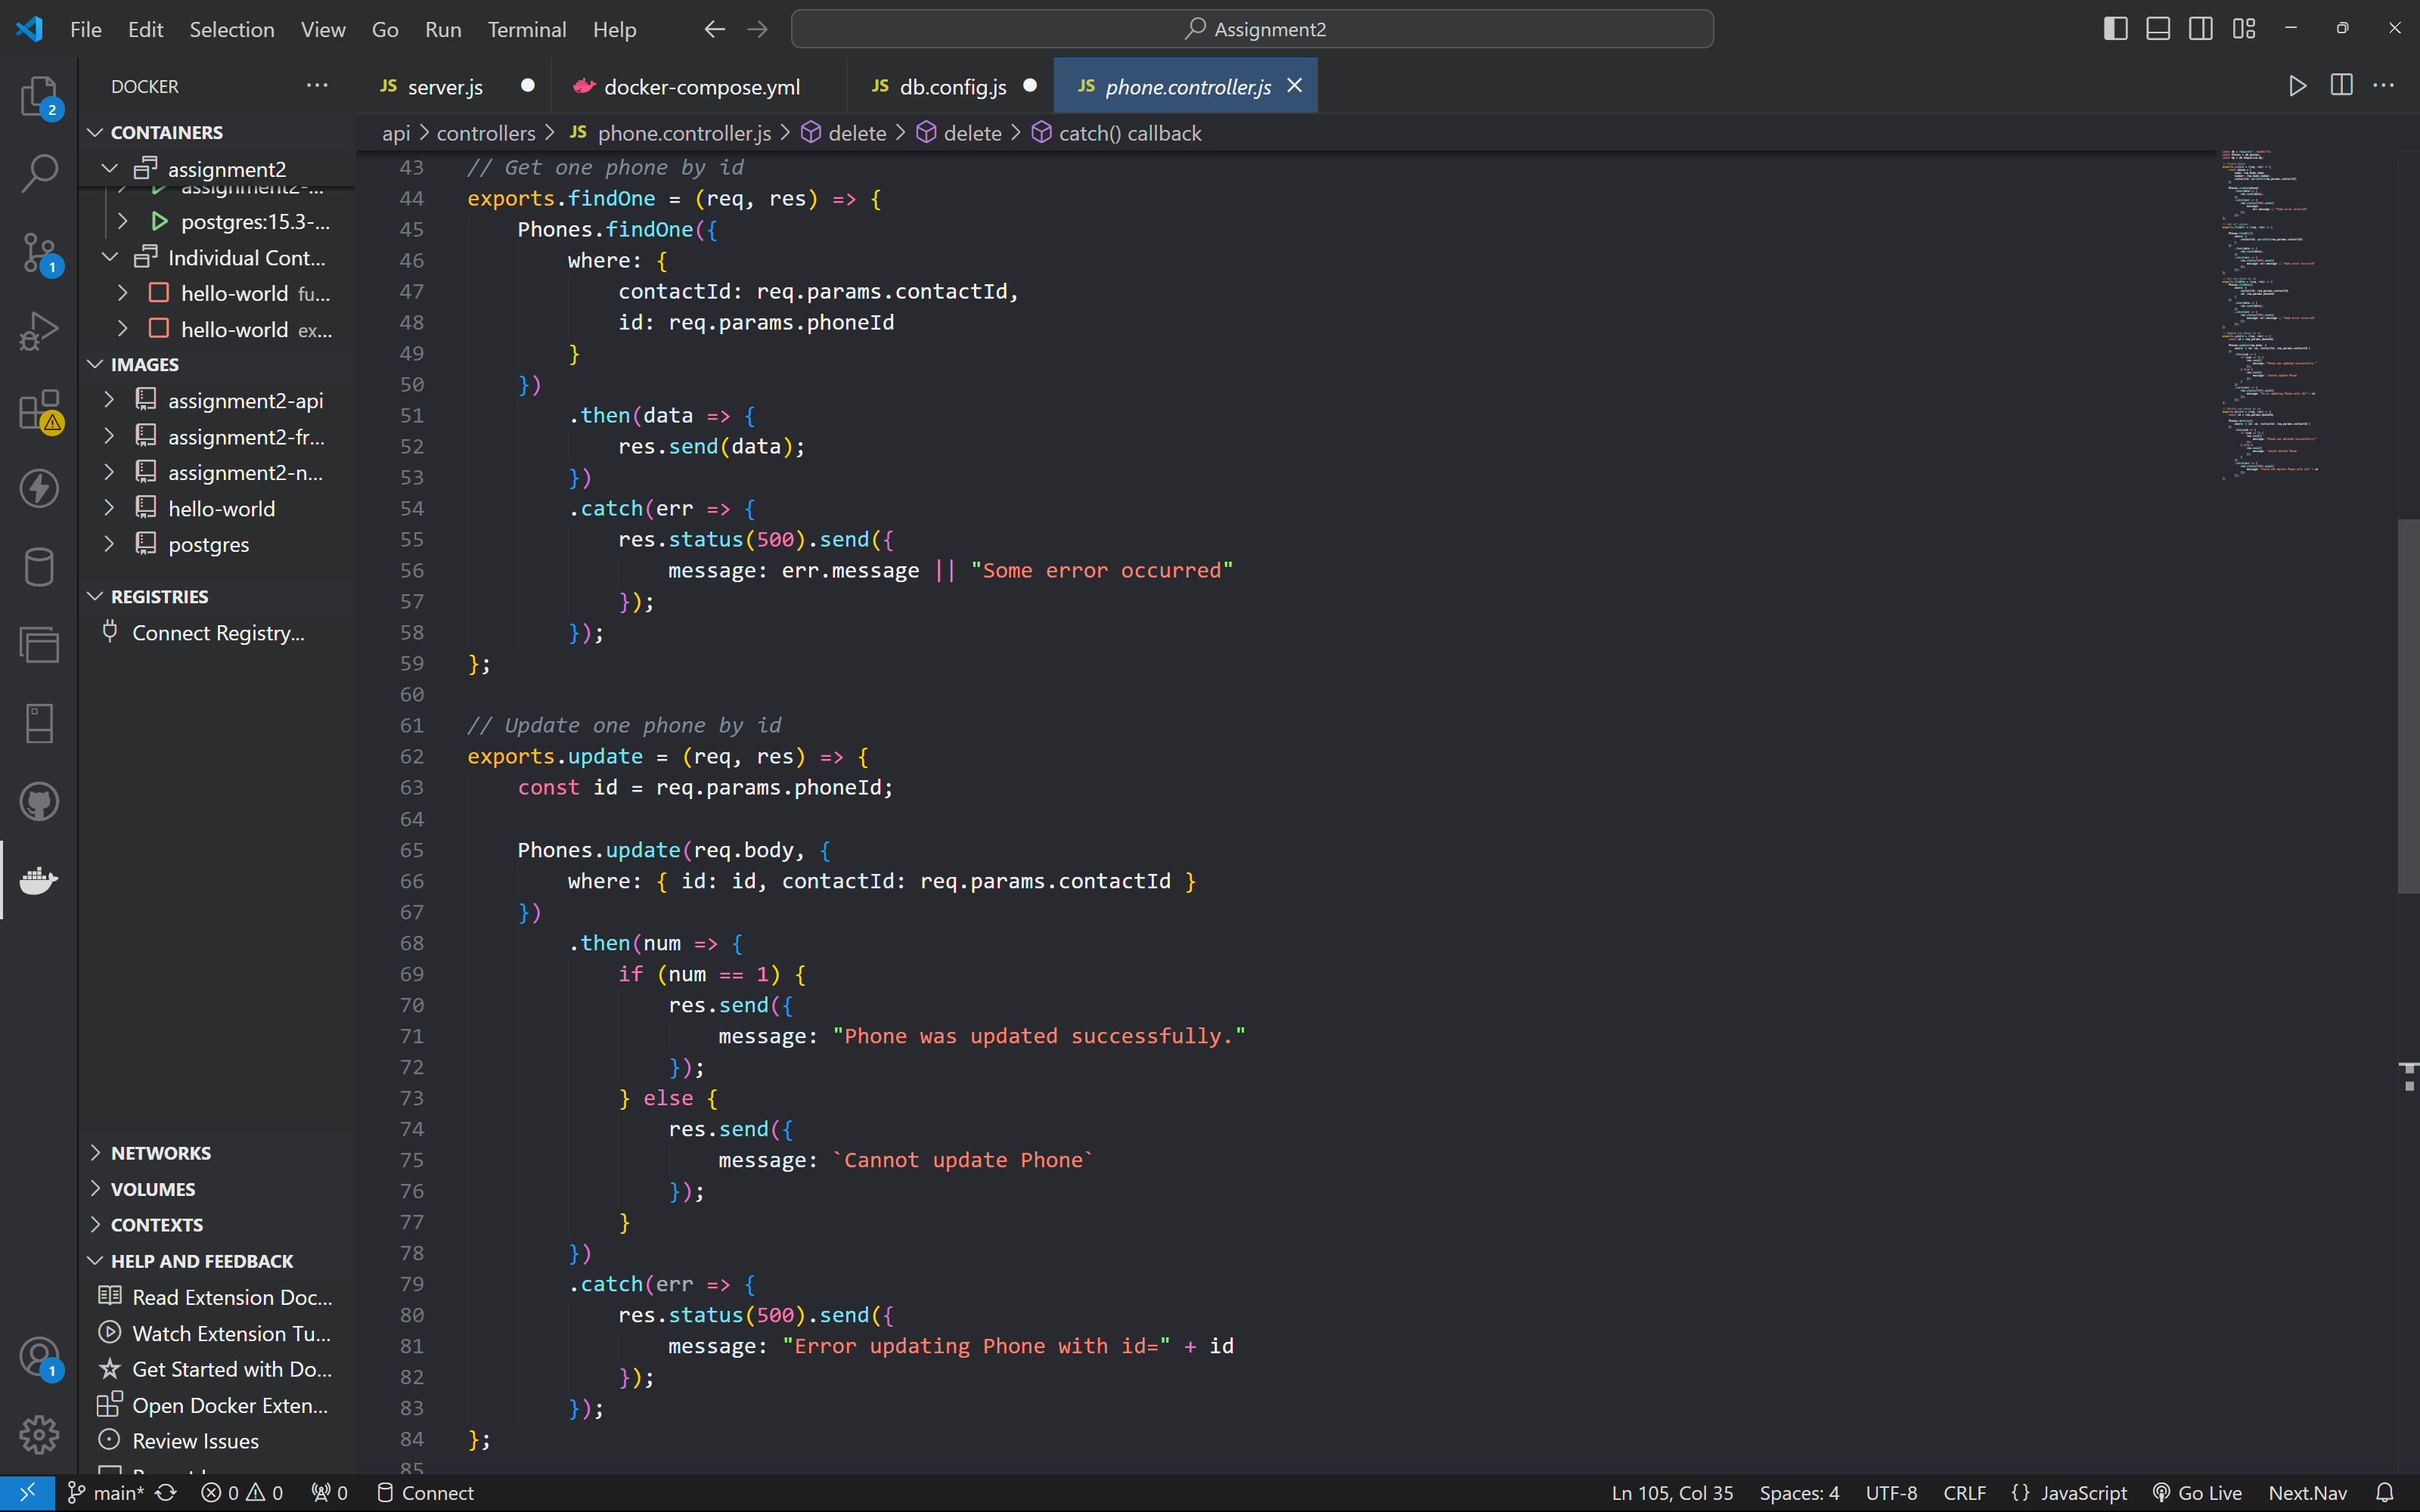 File Edit Selection View Go Run Terminal Help
Assignment2
DOCKER
JS server.js
docker-compose.yml
JS db.config.js
JS phone.controller.js
api > controllers > JS phone.controller.js > delete > delete > catch() callback
CONTAINERS
assignment2
assignment2-...
postgres:15.3-...
Individual Cont...
hello-world fu...
hello-world ex...
IMAGES
assignment2-api
assignment2-fr...
assignment2-n...
hello-world
postgres
REGISTRIES
Connect Registry...
NETWORKS
VOLUMES
CONTEXTS
HELP AND FEEDBACK
Read Extension Doc...
Watch Extension Tu...
Get Started with Do...
Open Docker Exten...
Review Issues
2
1
1
43 // Get one phone by id
44 exports.findOne = (req, res) => {
45     Phones.findOne({
46         where: {
47             contactId: req.params.contactId,
48             id: req.params.phoneId
49         }
50     })
51         .then(data => {
52             res.send(data);
53         })
54         .catch(err => {
55             res.status(500).send({
56                 message: err.message || "Some error occurred"
57             });
58         });
59 };
60
61 // Update one phone by id
62 exports.update = (req, res) => {
63     const id = req.params.phoneId;
64
65     Phones.update(req.body, {
66         where: { id: id, contactId: req.params.contactId }
67     })
68         .then(num => {
69             if (num == 1) {
70                 res.send({
71                     message: "Phone was updated successfully."
72                 });
73             } else {
74                 res.send({
75                     message: `Cannot update Phone`
76                 });
77             }
78         })
79         .catch(err => {
80             res.status(500).send({
81                 message: "Error updating Phone with id=" + id
82             });
83         });
84 };
85
main* 0 0 0 Connect
Ln 105, Col 35 Spaces: 4 UTF-8 CRLF {} JavaScript Go Live Next.Nav